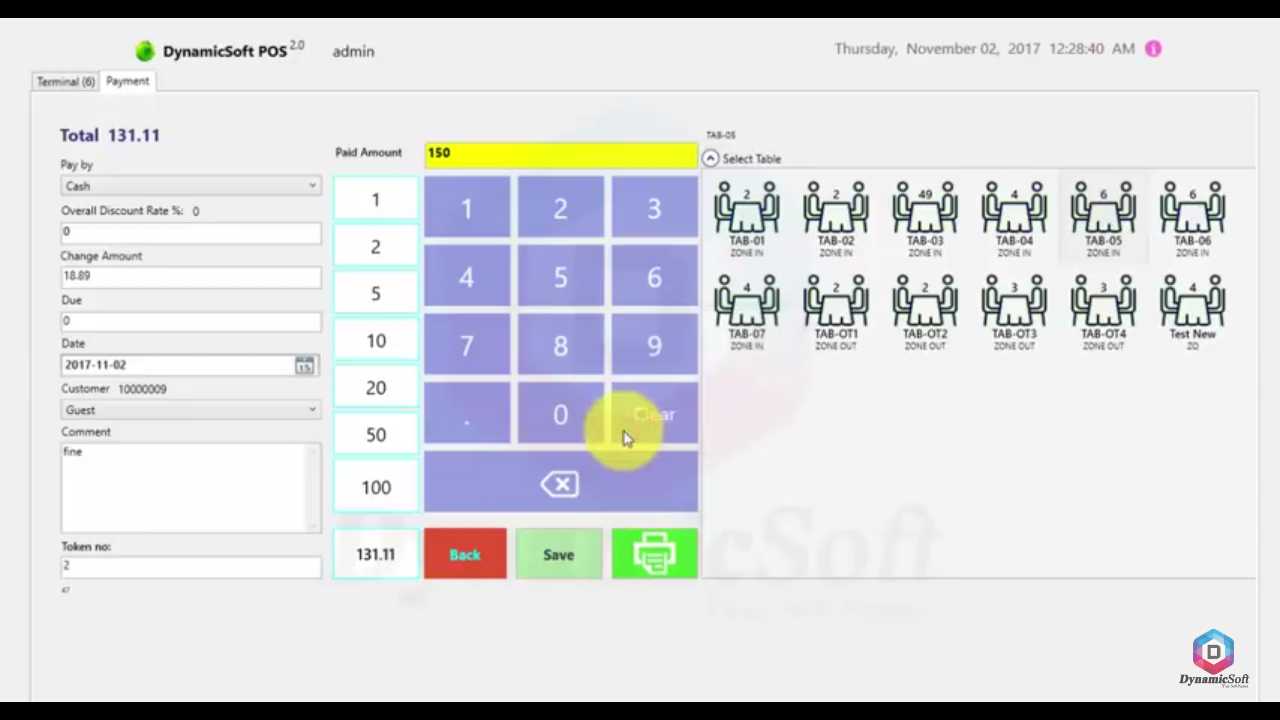 DynamicSoft POS 2.0 admin
Thursday, November 02, 2017 12:28:40 AM
Terminal (6) Payment
Total 131.11
Pay by
Cash
Overall Discount Rate %: 0
0
Change Amount
18.89
Due
0
Date
2017-11-02
15
Customer 10000009
Guest
Comment
fine
Token no:
2
47
Paid Amount 150
1
2
5
10
20
50
100
131.11
1 2 3
4 5 6
7 8 9
. 0 Clear
Back Save
TAB-05
Select Table
2 2 49 4 6 6
TAB-01 TAB-02 TAB-03 TAB-04 TAB-05 TAB-06
ZONE IN ZONE IN ZONE IN ZONE IN ZONE IN ZONE IN
4 2 2 3 3 4
TAB-07 TAB-OT1 TAB-OT2 TAB-OT3 TAB-OT4 Test New
ZONE IN ZONE OUT ZONE OUT ZONE OUT ZONE OUT ZO
DynamicSoft
D
DynamicSoft